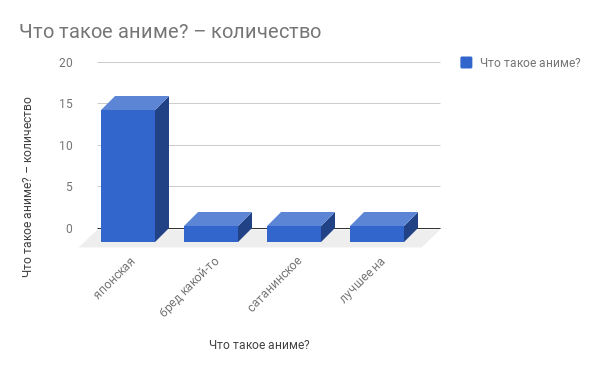 Что такое аниме? – количество
20
15
10
5
0
Что такое аниме? – количество
японская
бред какой-то
сатанинское
лучшее на
Что такое аниме?
Что такое аниме?